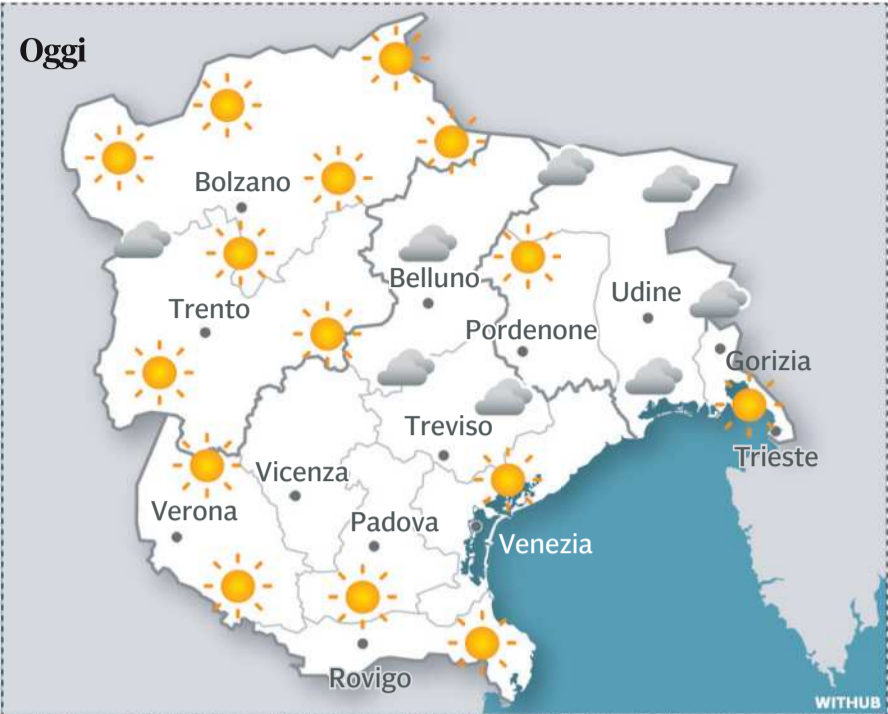 Oggi
Bolzano
Belluno
Udine
Trento
Pordenone
Gorizia
Treviso
Trieste
Vicenza
Verona
Padova
Venezia
Rovigo
WITHUB